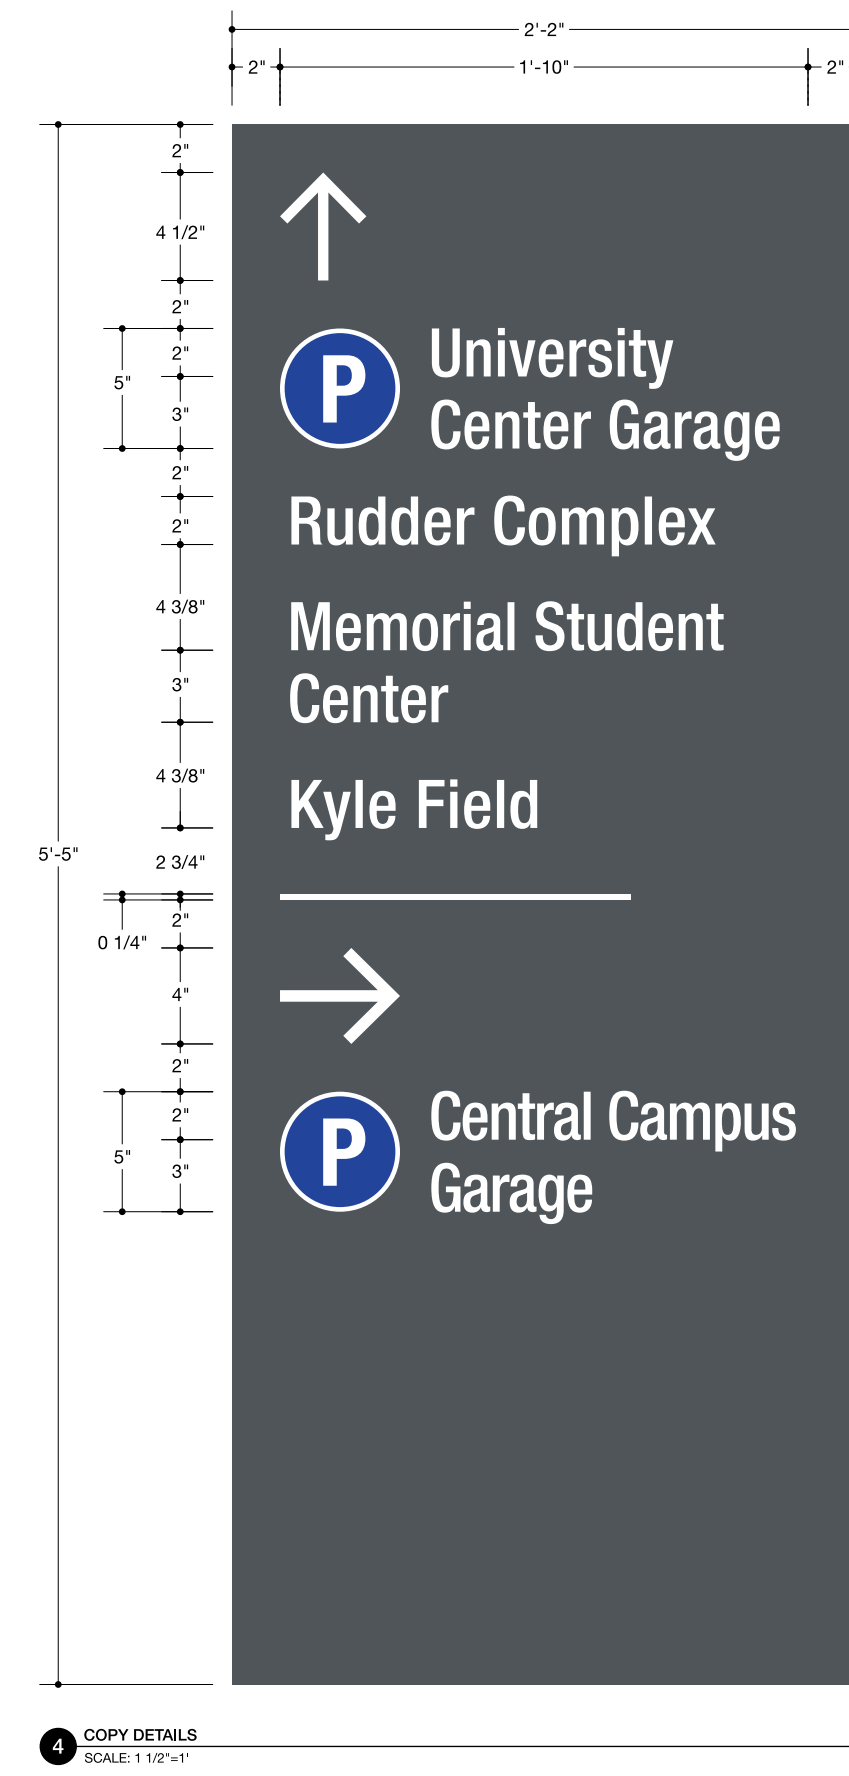 2'-2"
2" 1'-10" 2"
2"
4 1/2"
2"
2"
5"
3"
2"
2"
4 3/8"
3"
4 3/8"
5'-5"
2 3/4"
2"
0 1/4"
4"
2"
2"
5"
3"
P
University
Center Garage
Rudder Complex
Memorial Student
Center
Kyle Field
P
Central Campus
Garage
4
COPY DETAILS
SCALE: 1 1/2"=1'